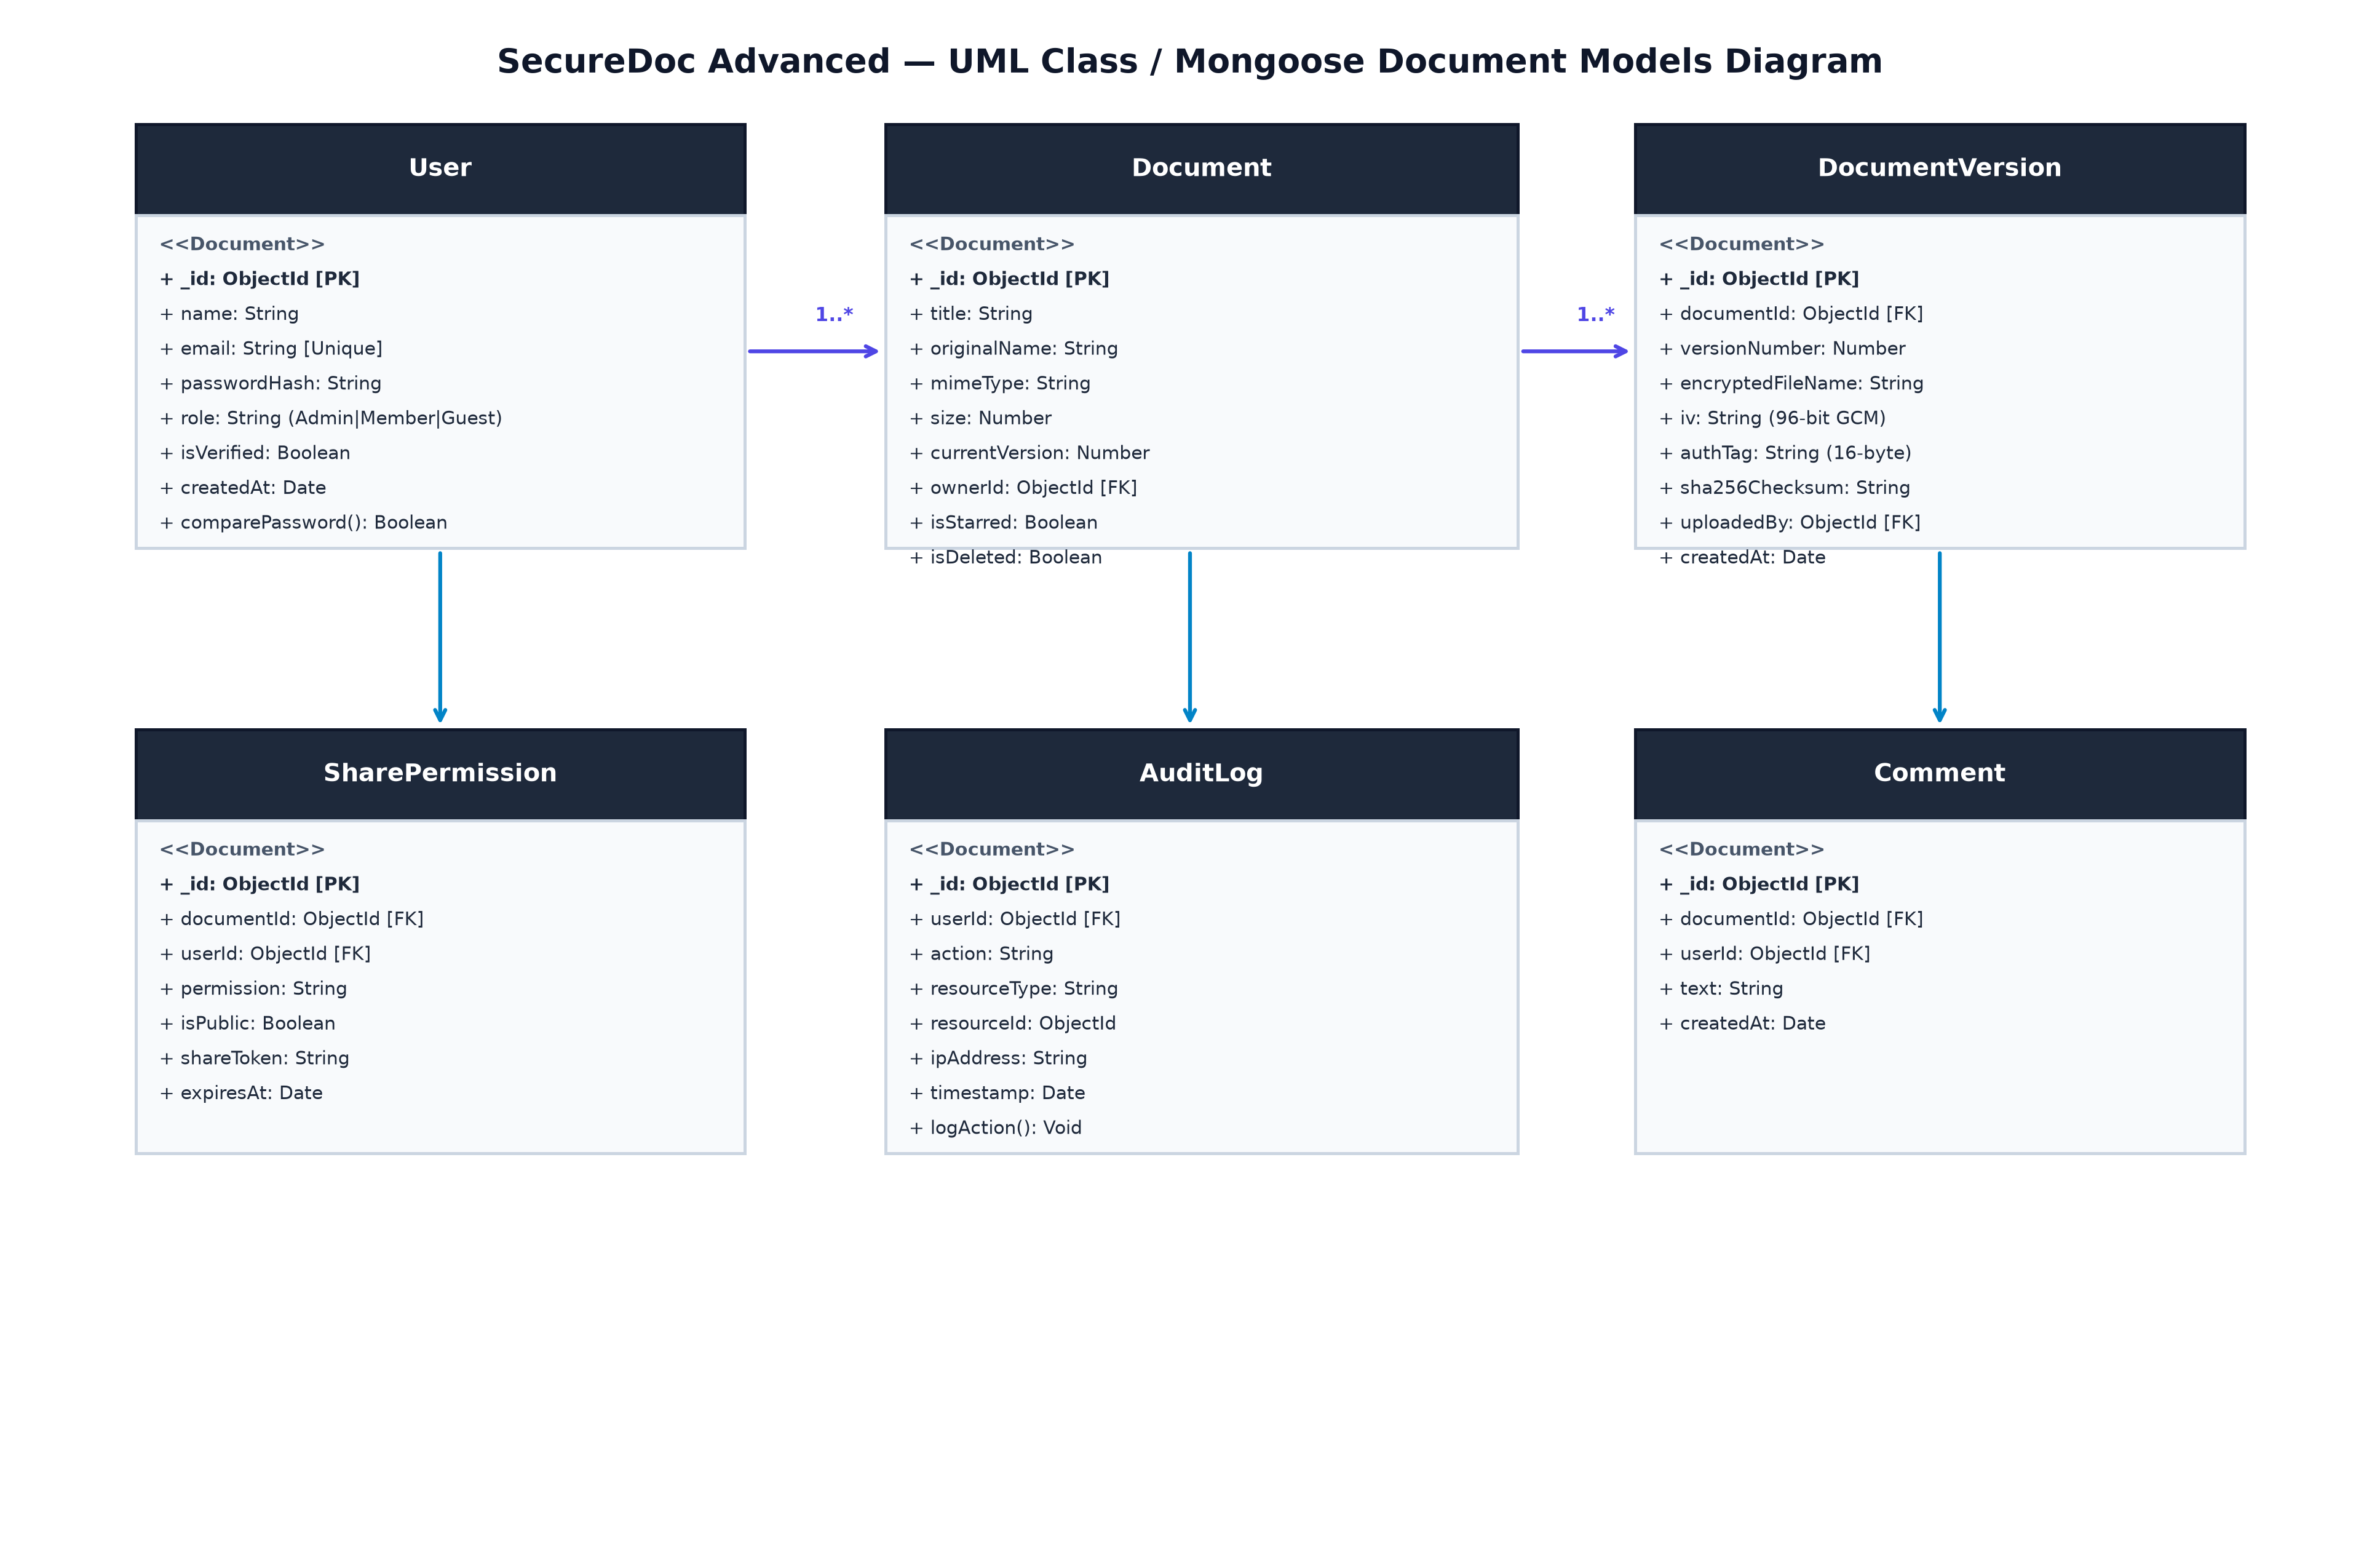 SecureDoc Advanced — UML Class / Mongoose Document Models Diagram
User
<<Document>>
+ _id: ObjectId [PK]
+ name: String
+ email: String [Unique]
+ passwordHash: String
+ role: String (Admin|Member|Guest)
+ isVerified: Boolean
+ createdAt: Date
+ comparePassword(): Boolean
1..*
Document
<<Document>>
+ _id: ObjectId [PK]
+ title: String
+ originalName: String
+ mimeType: String
+ size: Number
+ currentVersion: Number
+ ownerId: ObjectId [FK]
+ isStarred: Boolean
+ isDeleted: Boolean
1..*
DocumentVersion
<<Document>>
+ _id: ObjectId [PK]
+ documentId: ObjectId [FK]
+ versionNumber: Number
+ encryptedFileName: String
+ iv: String (96-bit GCM)
+ authTag: String (16-byte)
+ sha256Checksum: String
+ uploadedBy: ObjectId [FK]
+ createdAt: Date
SharePermission
<<Document>>
+ _id: ObjectId [PK]
+ documentId: ObjectId [FK]
+ userId: ObjectId [FK]
+ permission: String
+ isPublic: Boolean
+ shareToken: String
+ expiresAt: Date
AuditLog
<<Document>>
+ _id: ObjectId [PK]
+ userId: ObjectId [FK]
+ action: String
+ resourceType: String
+ resourceId: ObjectId
+ ipAddress: String
+ timestamp: Date
+ logAction(): Void
Comment
<<Document>>
+ _id: ObjectId [PK]
+ documentId: ObjectId [FK]
+ userId: ObjectId [FK]
+ text: String
+ createdAt: Date